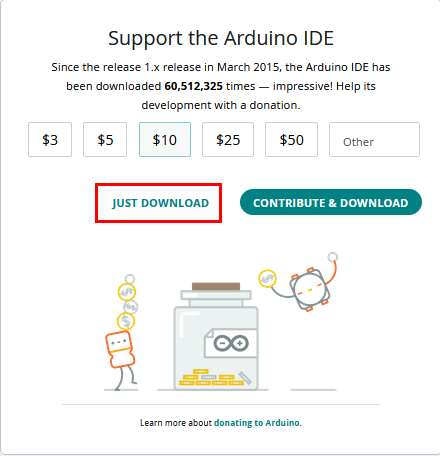 Support the Arduino IDE
Since the release 1.x release in March 2015, the Arduino IDE has
been downloaded 60,512,325 times — impressive! Help its
development with a donation.
$3 $5 $10 $25 $50 Other
JUST DOWNLOAD CONTRIBUTE & DOWNLOAD
Learn more about donating to Arduino.